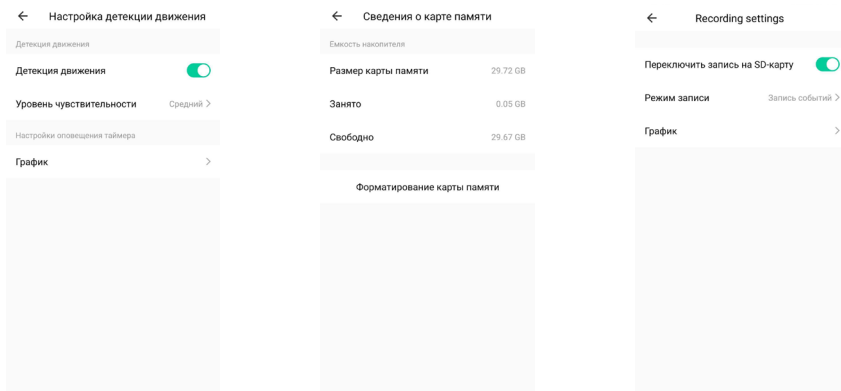 Настройка детекции движения
Детекция движения
Детекция движения
Уровень чувствительности Средний
Настройки оповещения таймера
График
Сведения о карте памяти
Емкость накопителя
Размер карты памяти 29.72 GB
Занято 0.05 GB
Свободно 29.67 GB
Форматирование карты памяти
Recording settings
Переключить запись на SD-карту
Режим записи Запись событий
График